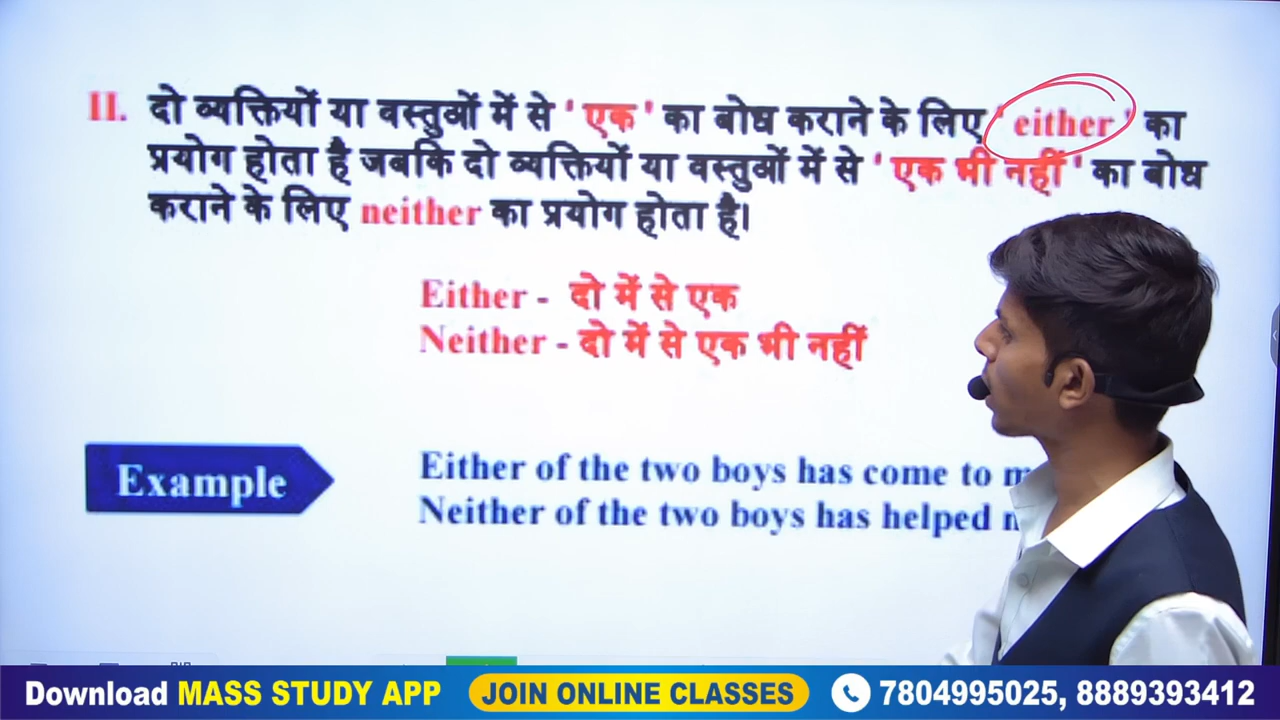 II. दो व्यक्तियों या वस्तुओं में से ' एक ' का बोध कराने के लिए ' either ' का
प्रयोग होता है जबकि दो व्यक्तियों या वस्तुओं में से ' एक भी नहीं ' का बोध
कराने के लिए neither का प्रयोग होता है।
Either - दो में से एक
Neither - दो में से एक भी नहीं
Example
Either of the two boys has come to
Neither of the two boys has helped
Download MASS STUDY APP JOIN ONLINE CLASSES 7804995025, 8889393412